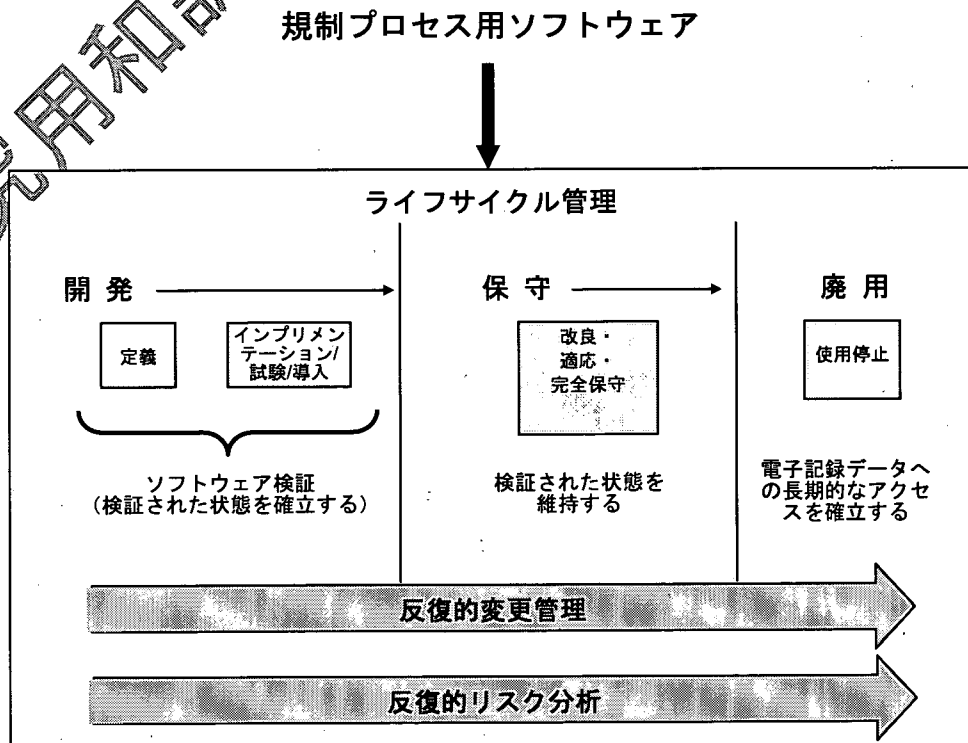 規制プロセス用ソフトウェア
ライフサイクル管理
開 発
保 守
廃 用
定義
インプリメン
テーション/
試験/導入
改良・
適応・
完全保守
使用停止
ソフトウェア検証
(検証された状態を確立する)
検証された状態を
維持する
電子記録データへ
の長期的なアクセ
スを確立する
反復的変更管理
反復的リスク分析
用和